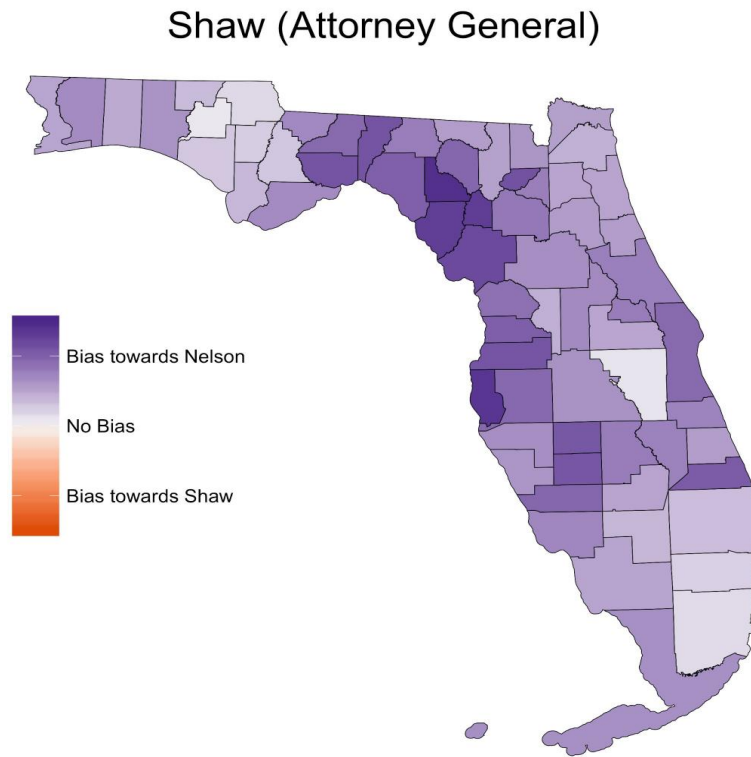 Shaw (Attorney General)
Bias towards Nelson
No Bias
Bias towards Shaw